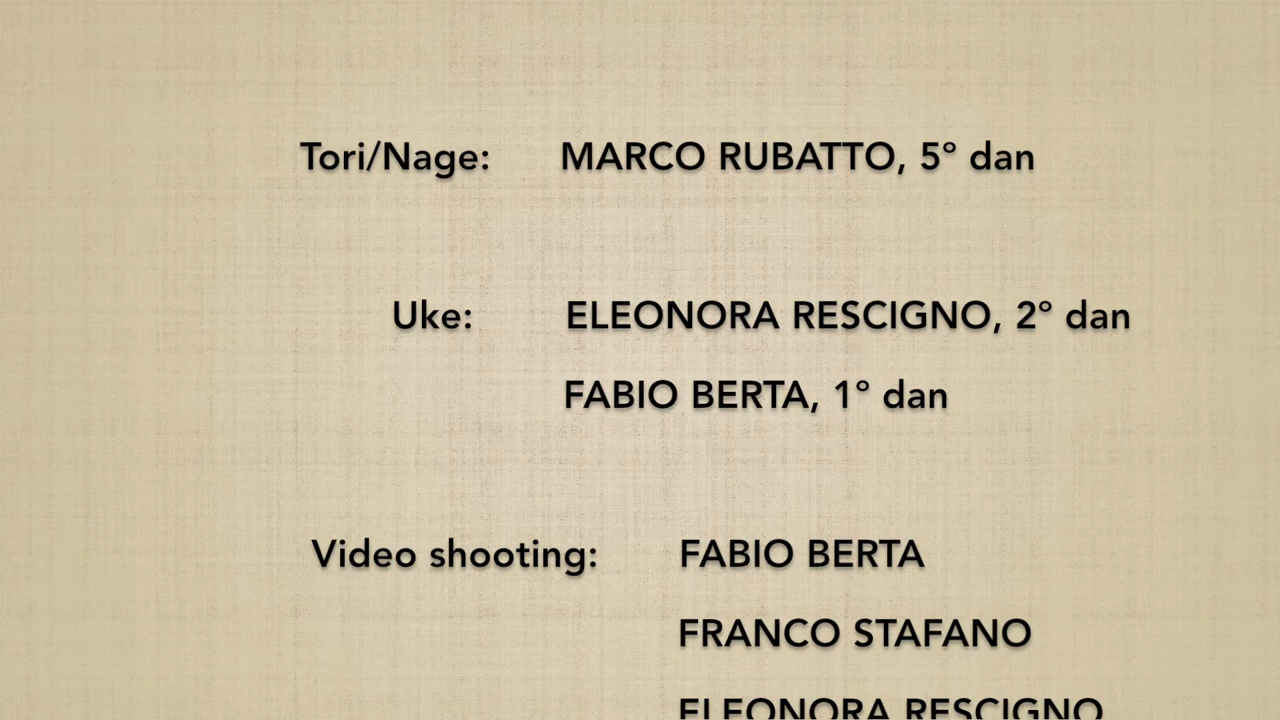 Tori/Nage: MARCO RUBATTO, 5° dan
Uke: ELEONORA RESCIGNO, 2° dan
FABIO BERTA, 1° dan
Video shooting: FABIO BERTA
FRANCO STAFANO
ELEONORA RESCIGNO